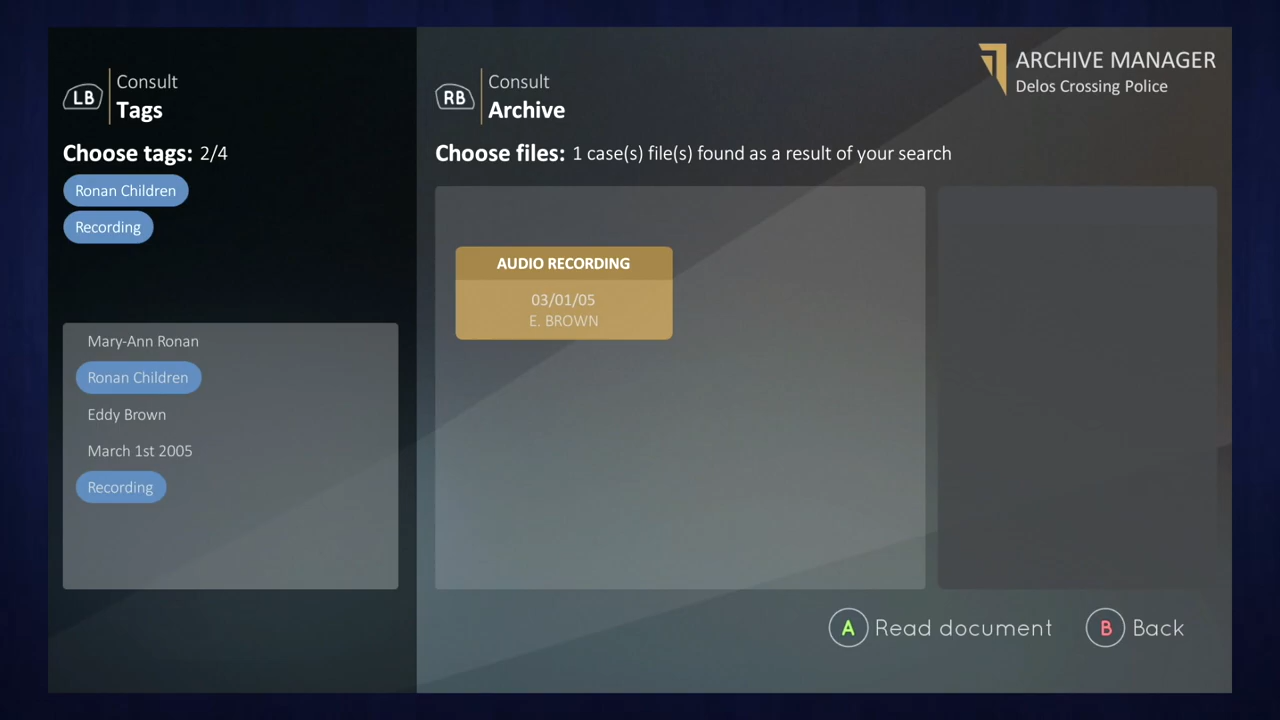 LB
Consult
Tags
Choose tags: 2/4
Ronan Children
Recording
Mary-Ann Ronan
Ronan Children
Eddy Brown
March 1st 2005
Recording
RB
Consult
Archive
ARCHIVE MANAGER
Delos Crossing Police
Choose files: 1 case(s) file(s) found as a result of your search
AUDIO RECORDING
03/01/05
E. BROWN
A Read document
B Back